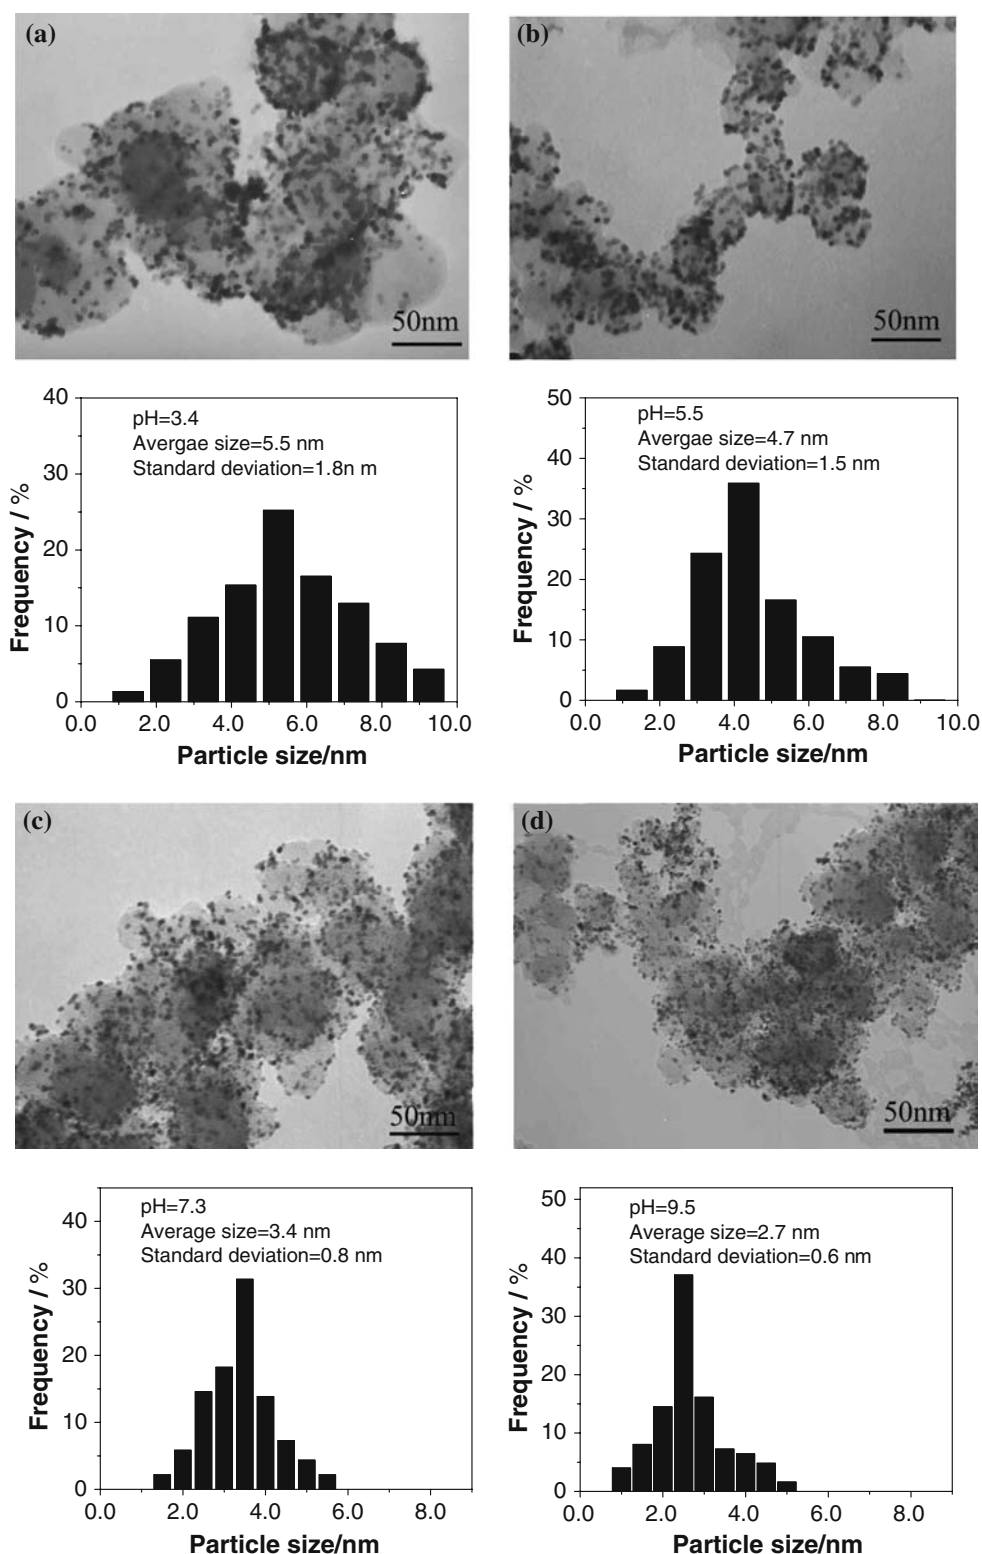 (a)
(b)
50nm
50nm
40
30
20
10
0
Frequency / %
pH=3.4
Avergae size=5.5 nm
Standard deviation=1.8n m
0.0 2.0 4.0 6.0 8.0 10.0
Particle size/nm
50
40
30
20
10
0
Frequency / %
pH=5.5
Avergae size=4.7 nm
Standard deviation=1.5 nm
0.0 2.0 4.0 6.0 8.0 10.0
Particle size/nm
(c)
(d)
50nm
50nm
40
30
20
10
0
Frequency / %
pH=7.3
Average size=3.4 nm
Standard deviation=0.8 nm
0.0 2.0 4.0 6.0 8.0
Particle size/nm
50
40
30
20
10
0
Frequency / %
pH=9.5
Average size=2.7 nm
Standard deviation=0.6 nm
0.0 2.0 4.0 6.0 8.0
Particle size/nm